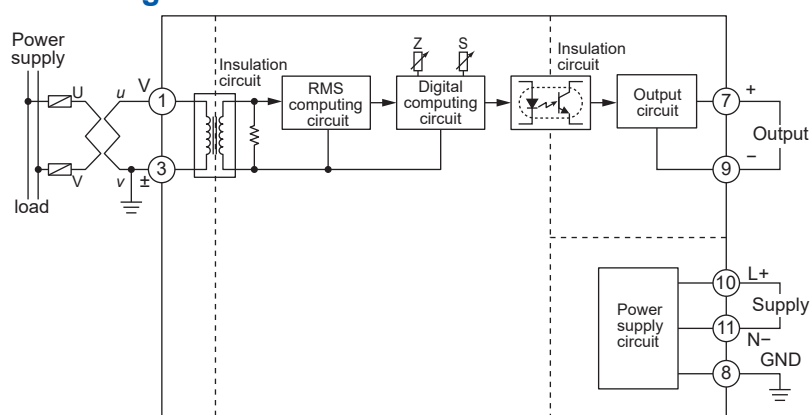 Power
supply
U
u
V
1
Insulation
circuit
RMS
computing
circuit
Z
S
Digital
computing
circuit
Insulation
circuit
Output
circuit
7
+
Output
9
−
V
v
±
3
load
Power
supply
circuit
10
L+
Supply
11
N−
GND
8